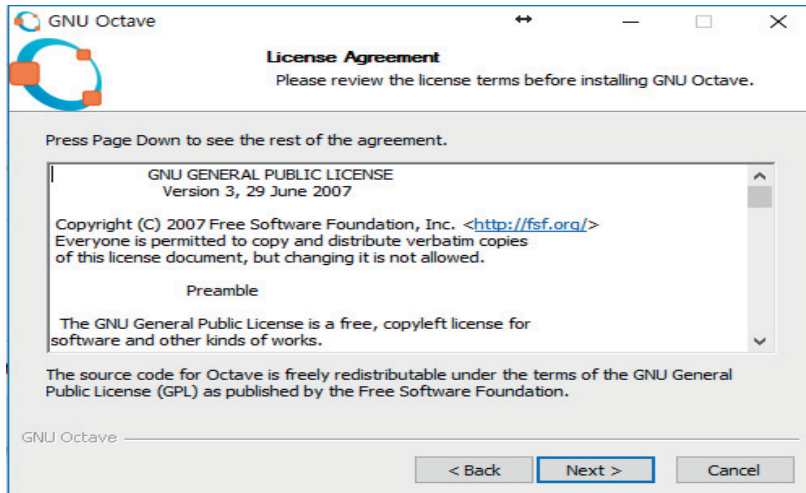 GNU Octave
License Agreement
Please review the license terms before installing GNU Octave.
Press Page Down to see the rest of the agreement.
GNU GENERAL PUBLIC LICENSE
Version 3, 29 June 2007
Copyright (C) 2007 Free Software Foundation, Inc. <http://fsf.org/>
Everyone is permitted to copy and distribute verbatim copies
of this license document, but changing it is not allowed.
Preamble
The GNU General Public License is a free, copyleft license for
software and other kinds of works.
The source code for Octave is freely redistributable under the terms of the GNU General
Public License (GPL) as published by the Free Software Foundation.
GNU Octave
< Back Next > Cancel